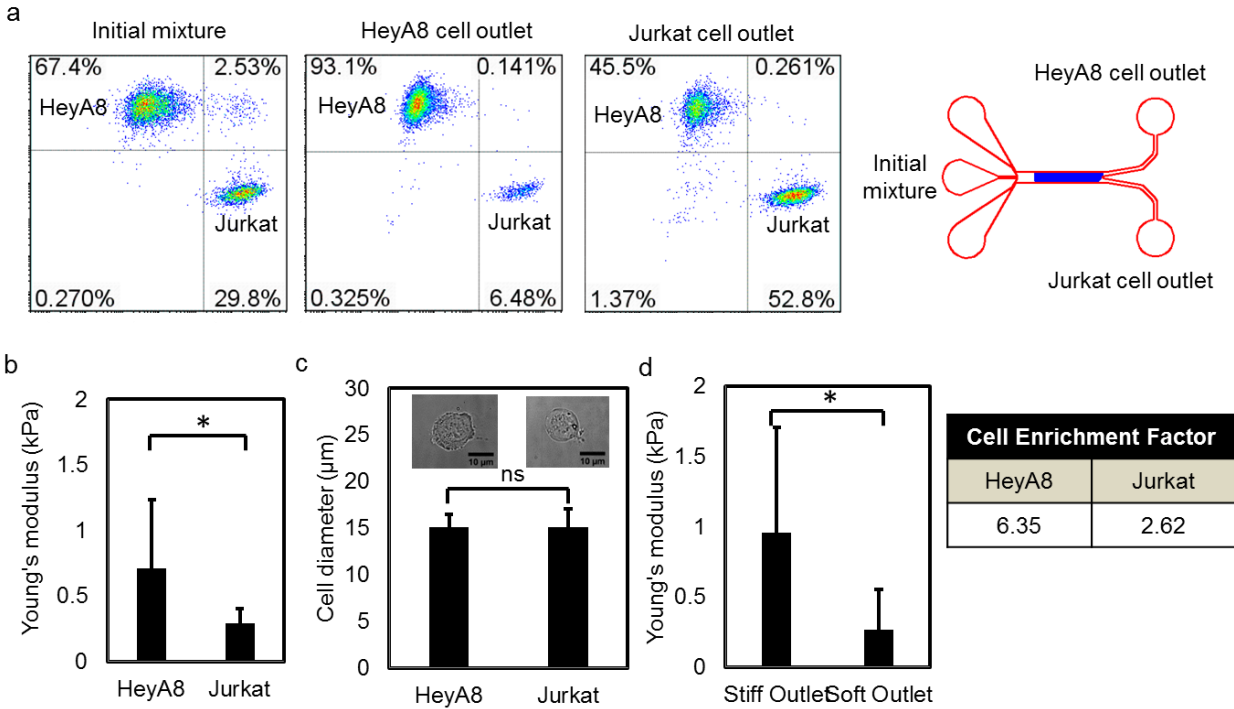 a
Initial mixture
HeyA8 cell outlet
Jurkat cell outlet
67.4%
2.53%
HeyA8
Jurkat
0.270%
29.8%
93.1%
0.141%
HeyA8
Jurkat
0.325%
6.48%
45.5%
0.261%
HeyA8
Jurkat
1.37%
52.8%
HeyA8 cell outlet
Initial
mixture
Jurkat cell outlet
b
Young's modulus (kPa)
2
1.5
1
0.5
0
*
HeyA8
Jurkat
c
Cell diameter (µm)
30
25
20
15
10
5
0
10 µm
10 µm
ns
HeyA8
Jurkat
d
Young's modulus (kPa)
2
1.5
1
0.5
0
*
Stiff Outlet
Soft Outlet
Cell Enrichment Factor
HeyA8 Jurkat
6.35 2.62